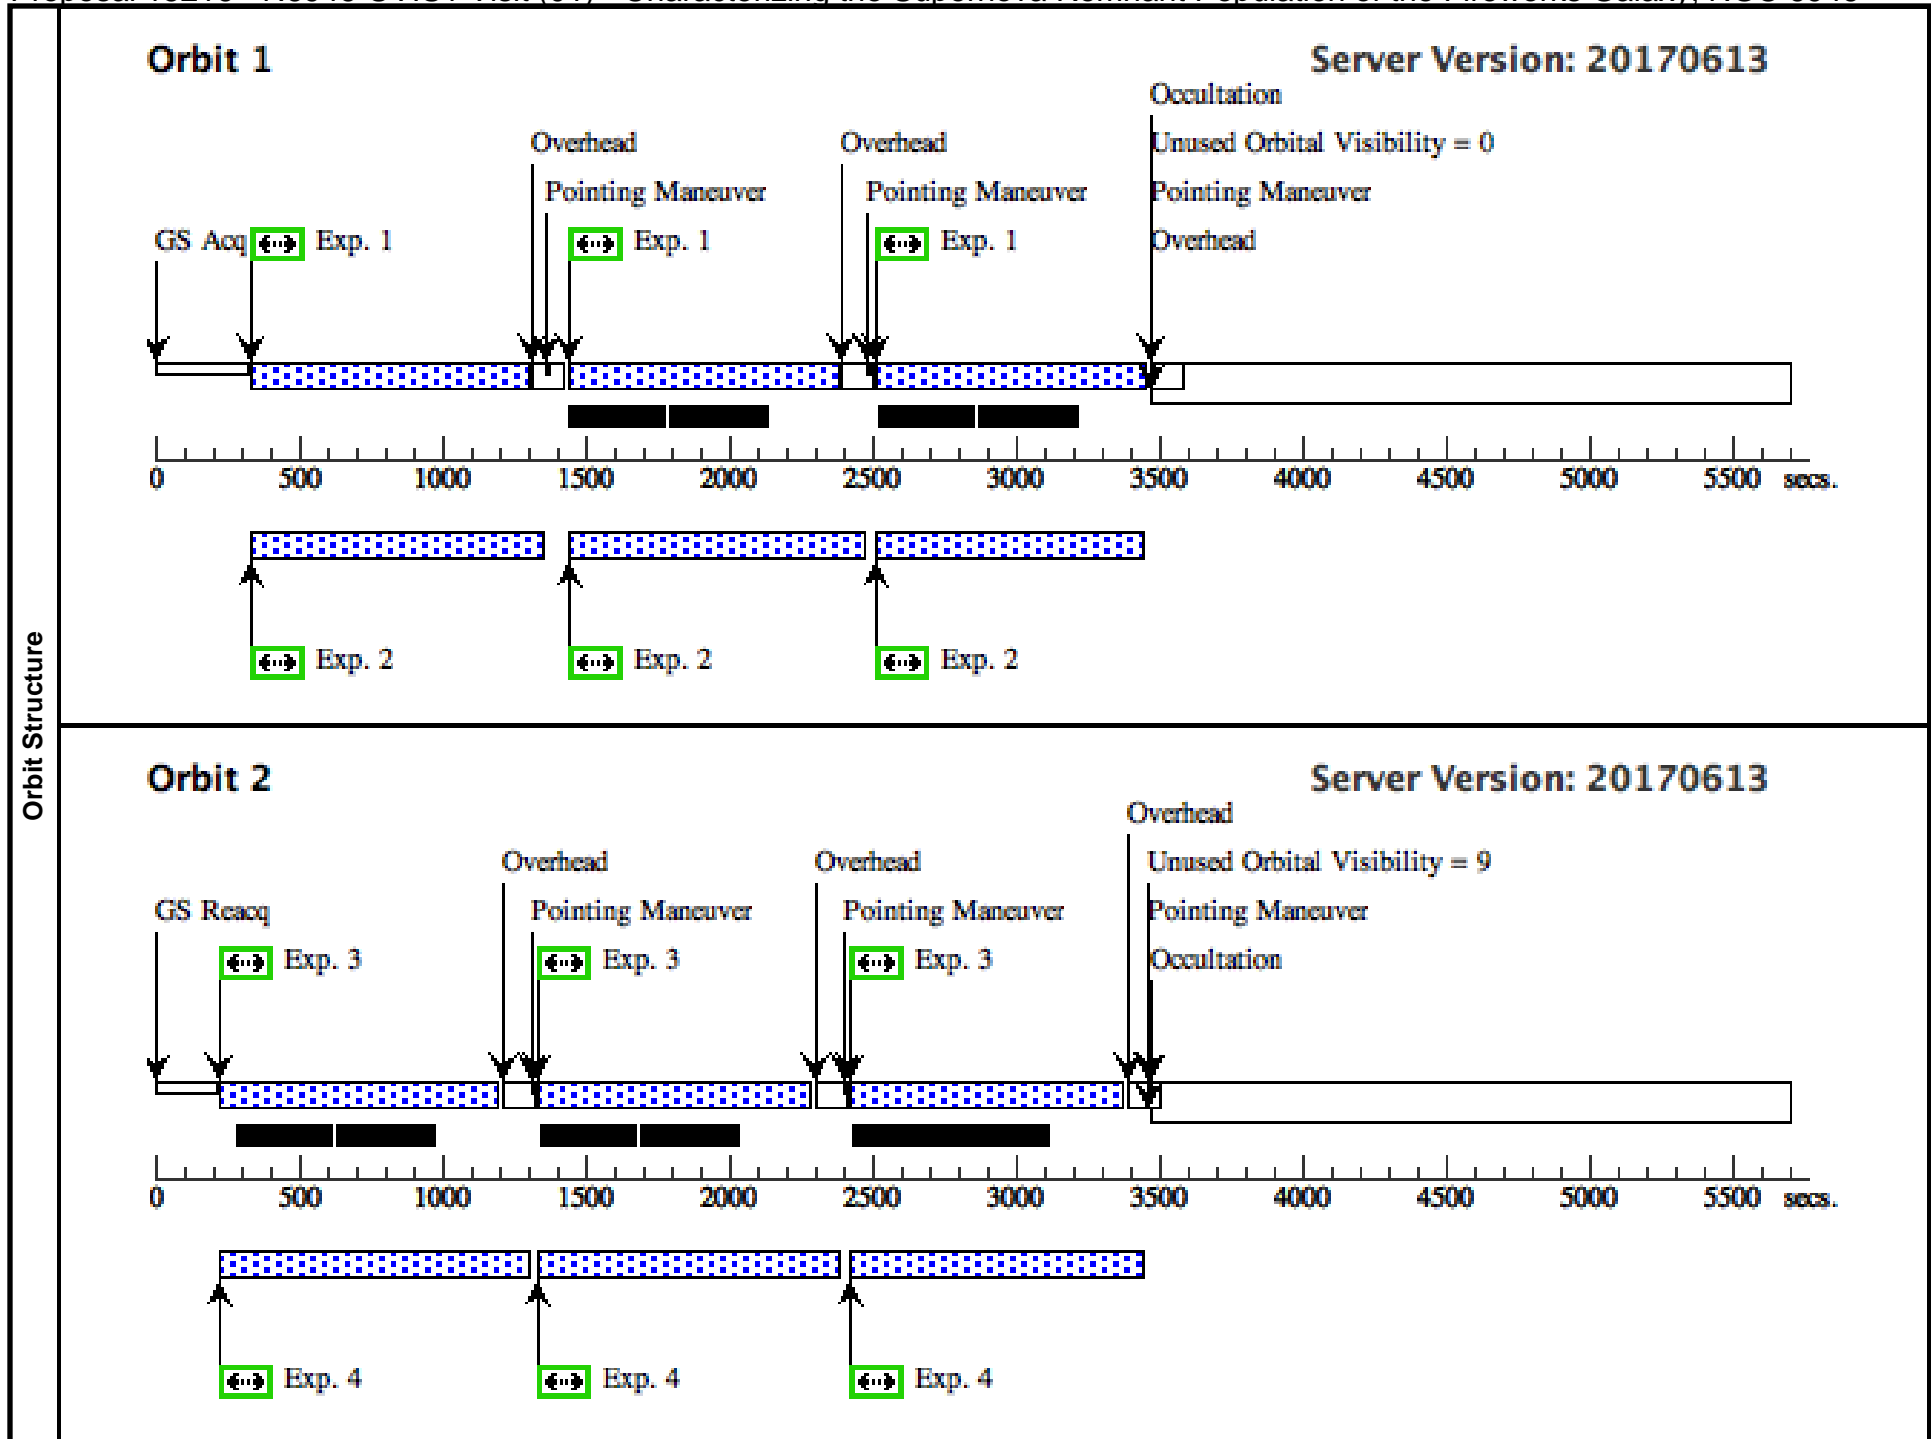 Orbit Structure
Orbit 1
Server Version: 20170613
Occultation
Overhead
Overhead
Unused Orbital Visibility = 0
Pointing Maneuver
Pointing Maneuver
Pointing Maneuver
GS Acq
Exp. 1
Exp. 1
Exp. 1
Overhead
0 500 1000 1500 2000 2500 3000 3500 4000 4500 5000 5500 secs.
Exp. 2
Exp. 2
Exp. 2
Orbit 2
Server Version: 20170613
Overhead
Overhead
Overhead
Unused Orbital Visibility = 9
GS Reacq
Pointing Maneuver
Pointing Maneuver
Pointing Maneuver
Exp. 3
Exp. 3
Exp. 3
Occultation
0 500 1000 1500 2000 2500 3000 3500 4000 4500 5000 5500 secs.
Exp. 4
Exp. 4
Exp. 4